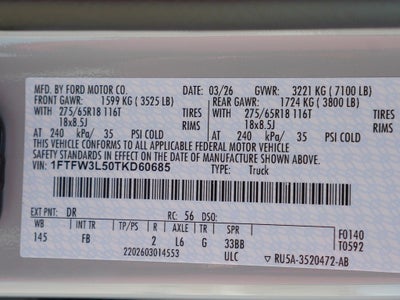 MFD. BY FORD MOTOR CO. 03/26 GVWR: 3221 KG ( 7100 LB)
FRONT GAWR: 1599 KG ( 3525 LB) REAR GAWR: 1724 KG ( 3800 LB)
WITH 275/65R18 116T TIRES WITH 275/65R18 116T TIRES
18x8.5J RIMS 18x8.5J RIMS
AT 240 kPa/ 35 PSI COLD AT 240 kPa/ 35 PSI COLD
THIS VEHICLE CONFORMS TO ALL APPLICABLE FEDERAL MOTOR VEHICLE
SAFETY STANDARDS IN EFFECT ON THE DATE OF MANUFACTURE SHOWN ABOVE.
VIN: 1FTFW3L50TKD60685 TYPE: Truck
EXT PNT: DR RC: 56 DSO: F0140
WB INT TR TP/PS R AXLE TR SPR T0592
145 FB 2 L6 G 33BB
2202603014553 ULC ▽ RU5A-3520472-AB